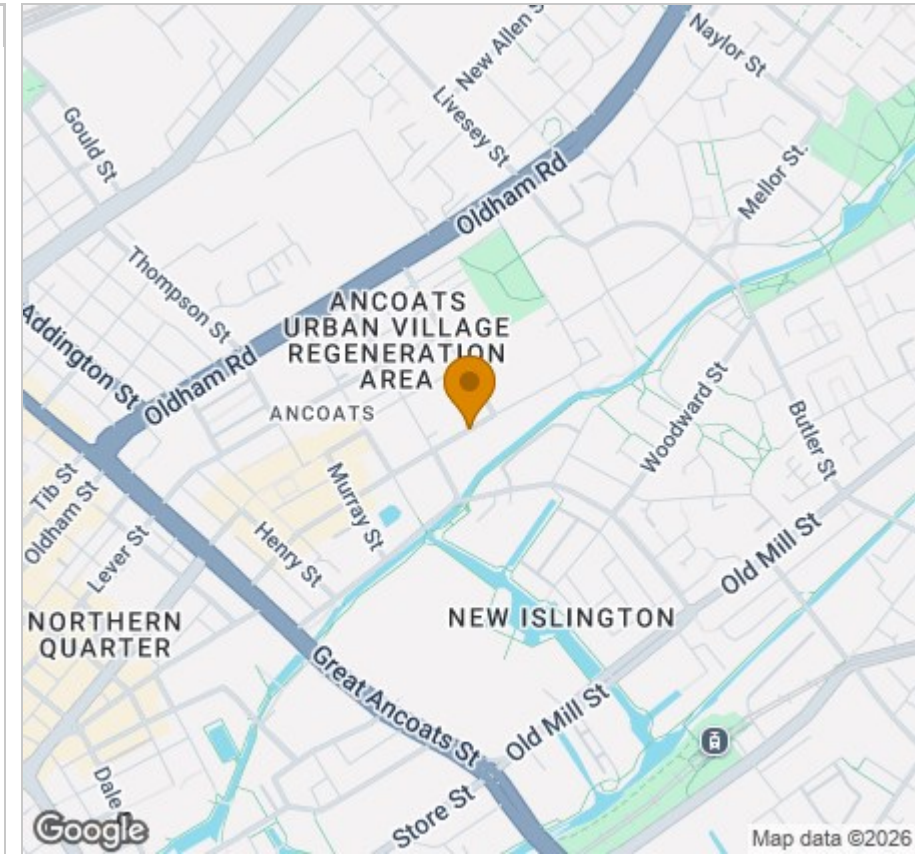 New Allen St
Naylor St
Gould St
Livesey St
Mellor St.
Oldham Rd
Thompson St
ANCOATS
URBAN VILLAGE
REGENERATION
AREA
Addington St
Oldham Rd
ANCOATS
Woodward St
Butler St
Tib St
Oldham St
Murray St
Lever St
Henry St
Old Mill St
NORTHERN
QUARTER
NEW ISLINGTON
Great Ancoats St
Old Mill St
Dale
Store St
Google
Map data ©2026